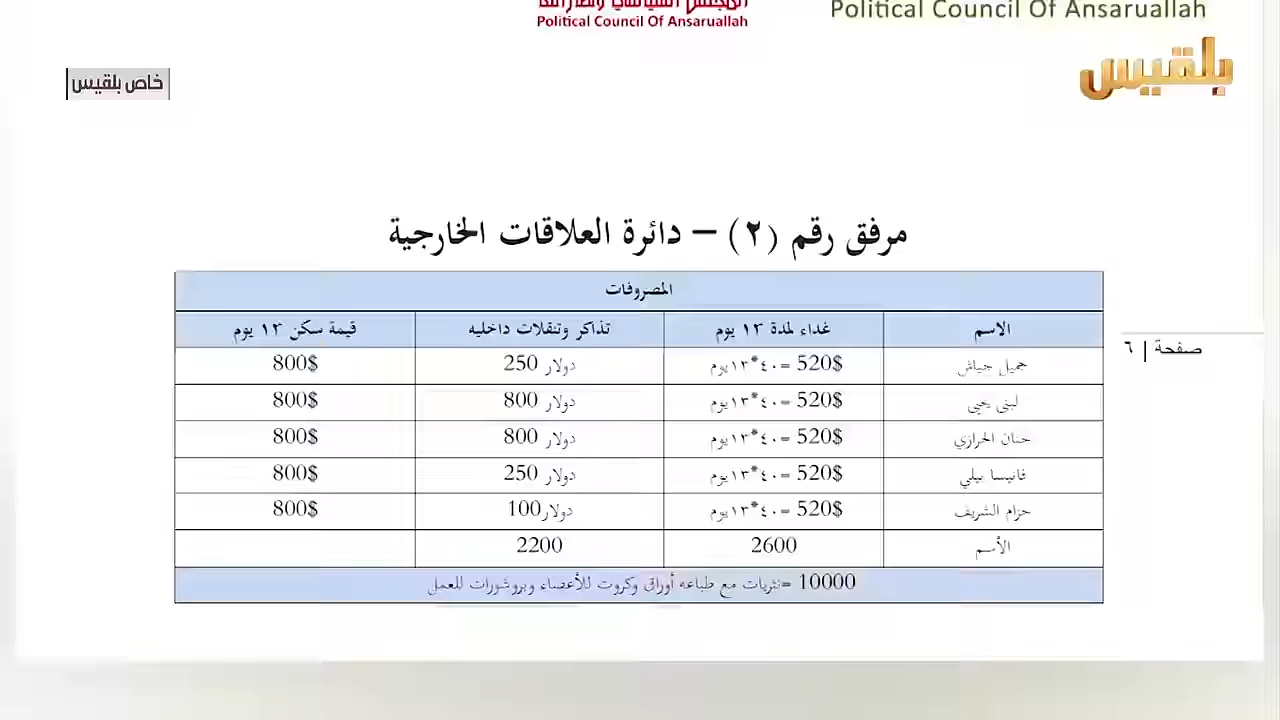 Political Council Of Ansaruallah
Political Council Of Ansaruallah
بلقيس
خاص بلقيس
مرفق رقم (٢) – دائرة العلاقات الخارجية
المصروفات
الاسم غداء لمدة ١٣ يوم تذاكر وتنقلات داخليه قيمة سكن ١٣ يوم
جميل جياش 520$ =٤٠*١٣يوم 250 دولار 800$
لبنى يحيى 520$ =٤٠*١٣يوم 800 دولار 800$
حنان الحرازي 520$ =٤٠*١٣يوم 800 دولار 800$
فانيسا بيلي 520$ =٤٠*١٣يوم 250 دولار 800$
حزام الشريف 520$ =٤٠*١٣يوم 100دولار 800$
الأسم 2600 2200
10000 =نثريات مع طباعه أوراق وكروت للأعضاء وبروشورات للعمل
صفحة | ٦